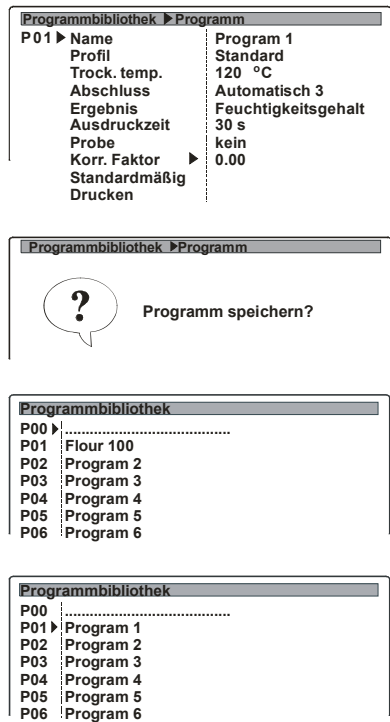 Programmbibliothek ▶Programm
P01▶ Name Program 1
Profil Standard
Trock. temp. 120 °C
Abschluss Automatisch 3
Ergebnis Feuchtigkeitsgehalt
Ausdruckzeit 30 s
Probe kein
Korr. Faktor ▶ 0.00
Standardmäßig
Drucken
Programmbibliothek ▶Programm
?
Programm speichern?
Programmbibliothek
P00▶ ........................................
P01 Flour 100
P02 Program 2
P03 Program 3
P04 Program 4
P05 Program 5
P06 Program 6
Programmbibliothek
P00 ........................................
P01▶ Program 1
P02 Program 2
P03 Program 3
P04 Program 4
P05 Program 5
P06 Program 6